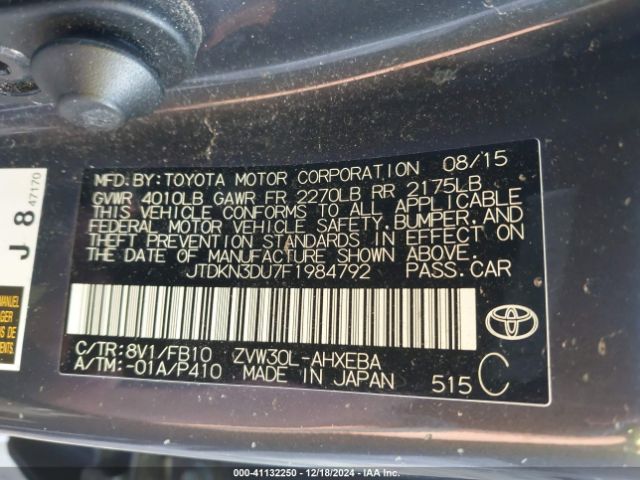 MFD. BY: TOYOTA MOTOR CORPORATION 08/15
GVWR 4010LB GAWR FR 2270LB RR 2175LB
THIS VEHICLE CONFORMS TO ALL APPLICABLE
FEDERAL MOTOR VEHICLE SAFETY, BUMPER, AND
THEFT PREVENTION STANDARDS IN EFFECT ON
THE DATE OF MANUFACTURE SHOWN ABOVE.
JTDKN3DU7F1984792 PASS. CAR
C/TR: 8V1/FB10 ZVW30L-AHXEBA
A/TM: -01A/P410 MADE IN JAPAN 515 C
J 8 47170
MANUEL
000-41132250 - 12/18/2024 - IAA Inc.